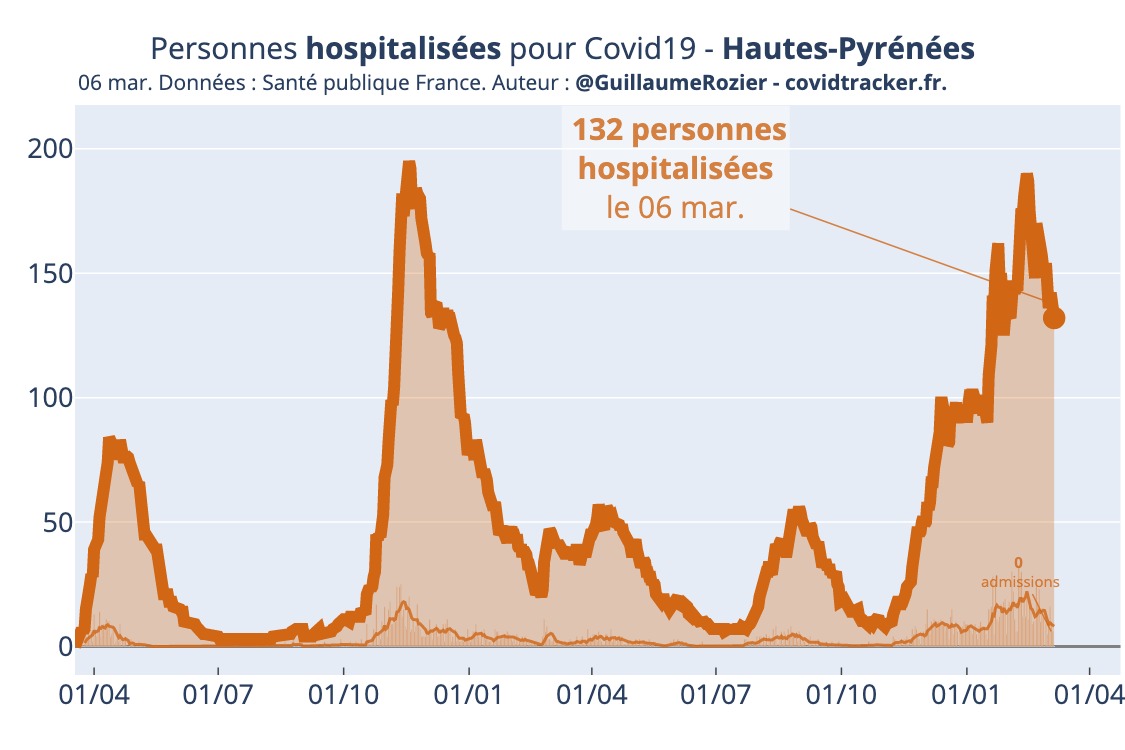 Personnes hospitalisées pour Covid19 - Hautes-Pyrénées
06 mar. Données : Santé publique France. Auteur : @GuillaumeRozier - covidtracker.fr.
132 personnes
hospitalisées
le 06 mar.
200
150
100
50
0
0
admissions
01/04
01/07
01/10
01/01
01/04
01/07
01/10
01/01
01/04